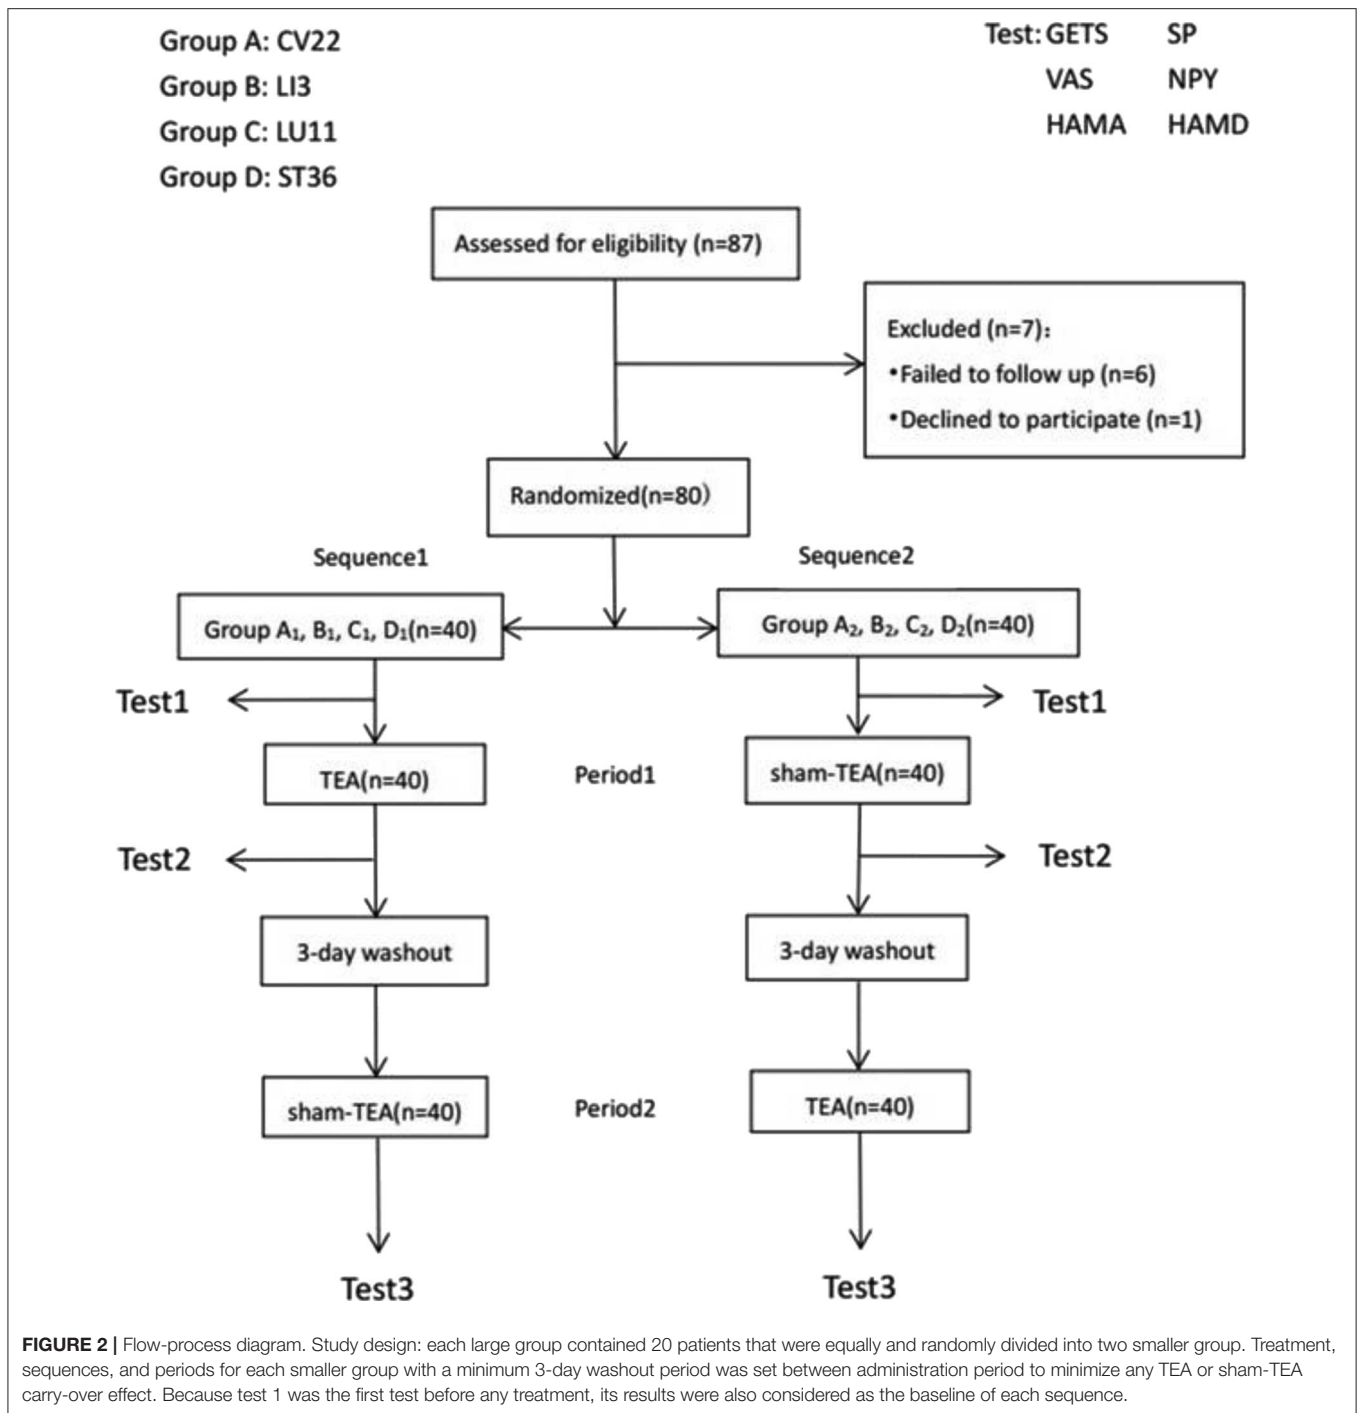 Group A: CV22
Group B: LI3
Group C: LU11
Group D: ST36
Test: GETS SP
VAS NPY
HAMA HAMD
Assessed for eligibility (n=87)
Excluded (n=7):
•Failed to follow up (n=6)
•Declined to participate (n=1)
Randomized(n=80)
Sequence1
Sequence2
Group A₁, B₁, C₁, D₁(n=40)
Group A₂, B₂, C₂, D₂(n=40)
Test1
Test1
TEA(n=40)
Period1
sham-TEA(n=40)
Test2
Test2
3-day washout
3-day washout
sham-TEA(n=40)
Period2
TEA(n=40)
Test3
Test3
FIGURE 2 | Flow-process diagram. Study design: each large group contained 20 patients that were equally and randomly divided into two smaller group. Treatment,
sequences, and periods for each smaller group with a minimum 3-day washout period was set between administration period to minimize any TEA or sham-TEA
carry-over effect. Because test 1 was the first test before any treatment, its results were also considered as the baseline of each sequence.